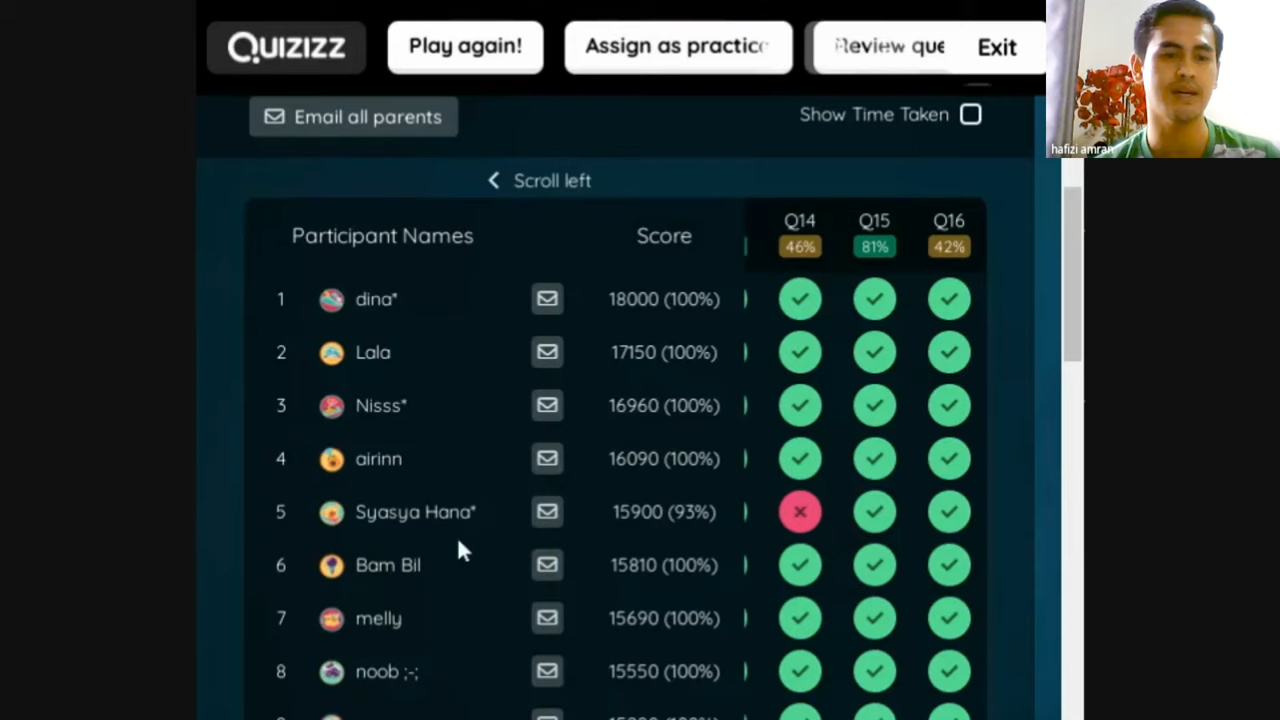 QUIZIZZ Play again! Assign as practic Review que Exit
hafizi amran
Email all parents Show Time Taken
Scroll left
Participant Names Score Q14 Q15 Q16
46% 81% 42%
1 dina* 18000 (100%)
2 Lala 17150 (100%)
3 Nisss* 16960 (100%)
4 airinn 16090 (100%)
5 Syasya Hana* 15900 (93%)
6 Bam Bil 15810 (100%)
7 melly 15690 (100%)
8 noob ;-; 15550 (100%)